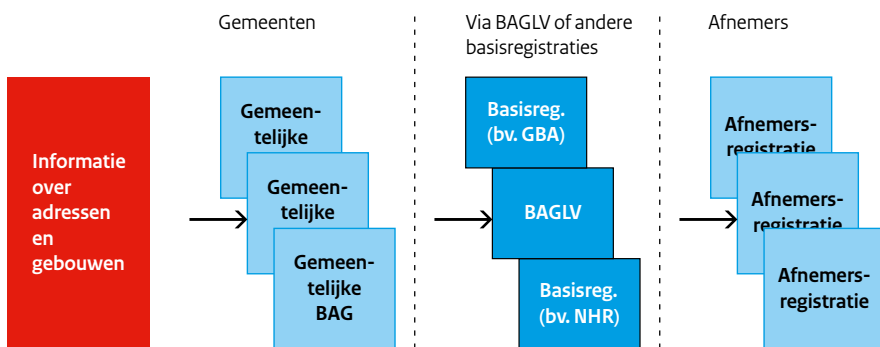 Gemeenten
Via BAGLV of andere
basisregistraties
Afnemers
Informatie
over
adressen
en
gebouwen
Gemeen-
telijke
Gemeen-
telijke
Gemeen-
telijke
BAG
Basisreg.
(bv. GBA)
BAGLV
Basisreg.
(bv. NHR)
Afnemers-
registratie
Afnemers-
registratie
Afnemers-
registratie